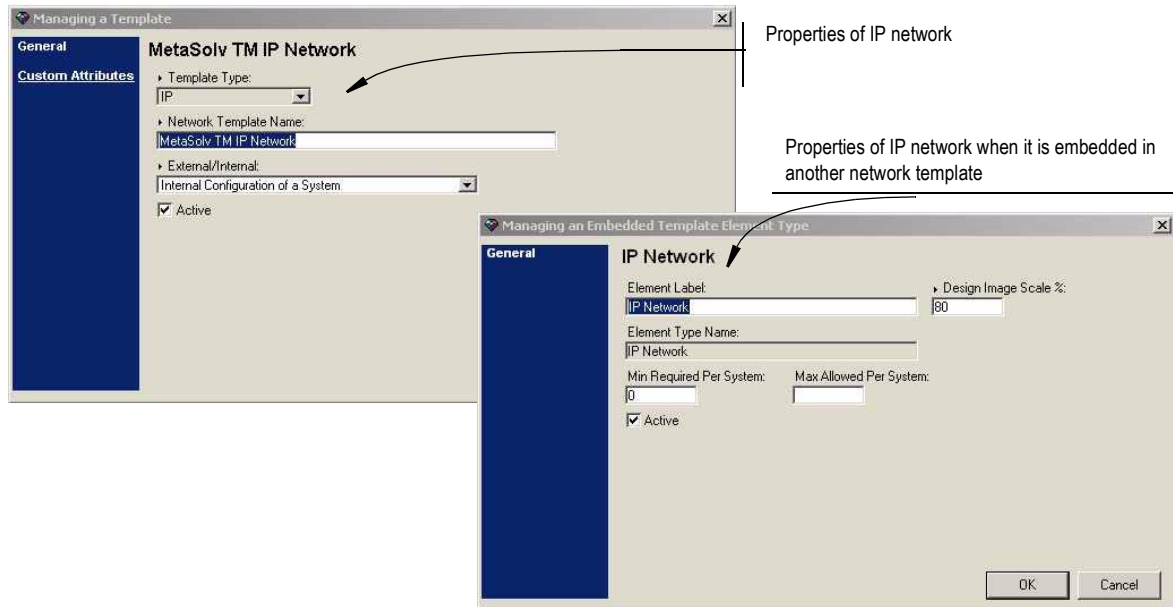 Managing a Template
General
Custom Attributes
MetaSolv TM IP Network
Template Type:
IP
Network Template Name:
MetaSolv TM IP Network
External/Internal:
Internal Configuration of a System
Active
Properties of IP network
Properties of IP network when it is embedded in
another network template
Managing an Embedded Template Element Type
General
IP Network
Element Label:
IP Network
Design Image Scale %:
80
Element Type Name:
IP Network
Min Required Per System:
0
Max Allowed Per System:
Active
OK
Cancel